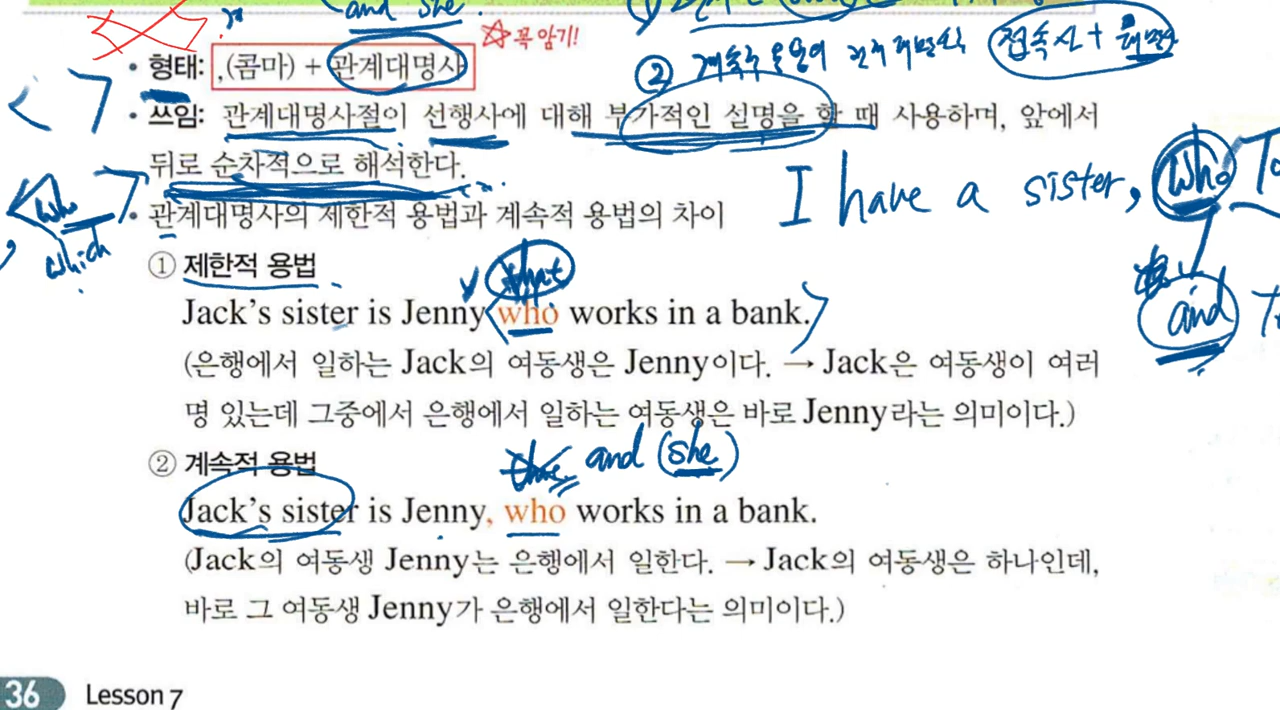 and she.
☆꼭 암기!
• 형태: ,(콤마) + 관계대명사
② 접속사 + 대명사
• 쓰임: 관계대명사절이 선행사에 대해 부가적인 설명을 할 때 사용하며, 앞에서
뒤로 순차적으로 해석한다.
I have a sister, who
who
which
• 관계대명사의 제한적 용법과 계속적 용법의 차이
① 제한적 용법
that
Jack's sister is Jenny who works in a bank.
and
(은행에서 일하는 Jack의 여동생은 Jenny이다. → Jack은 여동생이 여러
명 있는데 그중에서 은행에서 일하는 여동생은 바로 Jenny라는 의미이다.)
② 계속적 용법
and (she)
Jack's sister is Jenny, who works in a bank.
(Jack의 여동생 Jenny는 은행에서 일한다. → Jack의 여동생은 하나인데,
바로 그 여동생 Jenny가 은행에서 일한다는 의미이다.)
36 Lesson 7